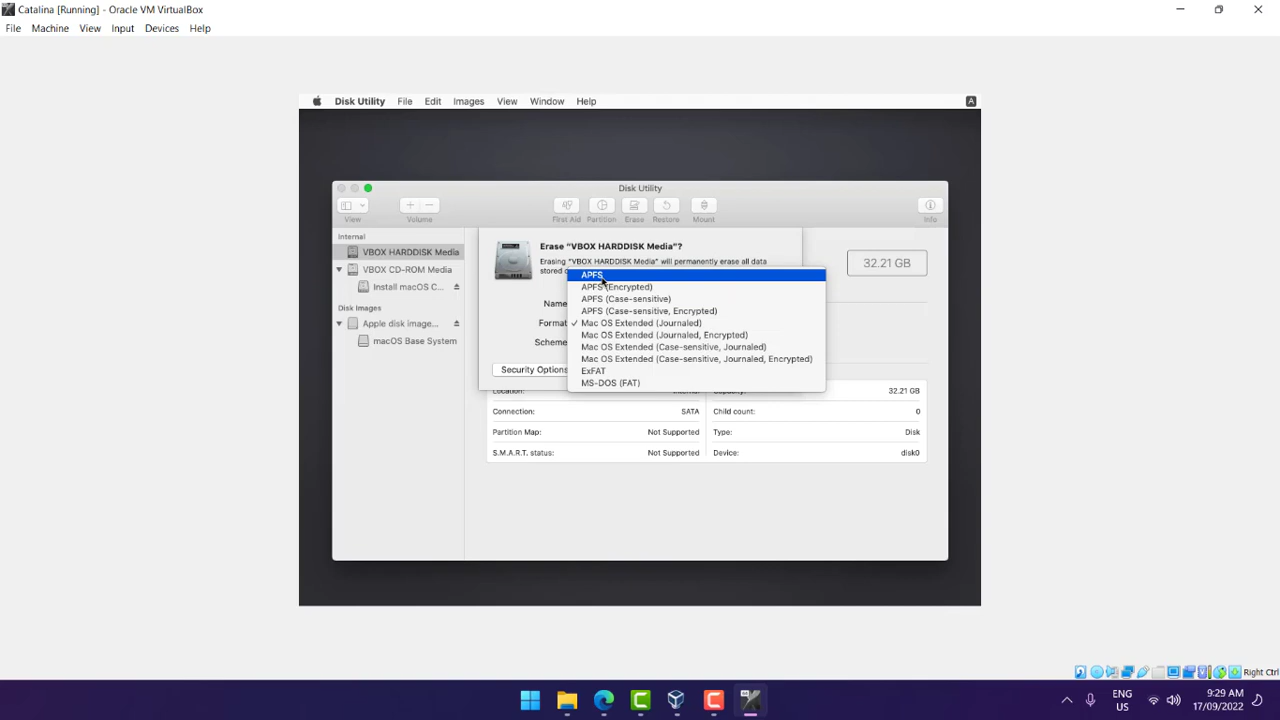 Catalina [Running] - Oracle VM VirtualBox
File Machine View Input Devices Help
Disk Utility File Edit Images View Window Help A
Disk Utility
View Volume First Aid Partition Erase Restore Mount Info
Internal
VBOX HARDDISK Media
VBOX CD-ROM Media
Install macOS C...
Disk Images
Apple disk image...
macOS Base System
Erase “VBOX HARDDISK Media”?
Erasing “VBOX HARDDISK Media” will permanently erase all data
stored
32.21 GB
Name
Format
Scheme
Security Options
APFS
APFS (Encrypted)
APFS (Case-sensitive)
APFS (Case-sensitive, Encrypted)
✓ Mac OS Extended (Journaled)
Mac OS Extended (Journaled, Encrypted)
Mac OS Extended (Case-sensitive, Journaled)
Mac OS Extended (Case-sensitive, Journaled, Encrypted)
ExFAT
MS-DOS (FAT)
Location: Capacity: 32.21 GB
Connection: SATA Child count: 0
Partition Map: Not Supported Type: Disk
S.M.A.R.T. status: Not Supported Device: disk0
Right Ctrl
ENG
US
9:29 AM
17/09/2022